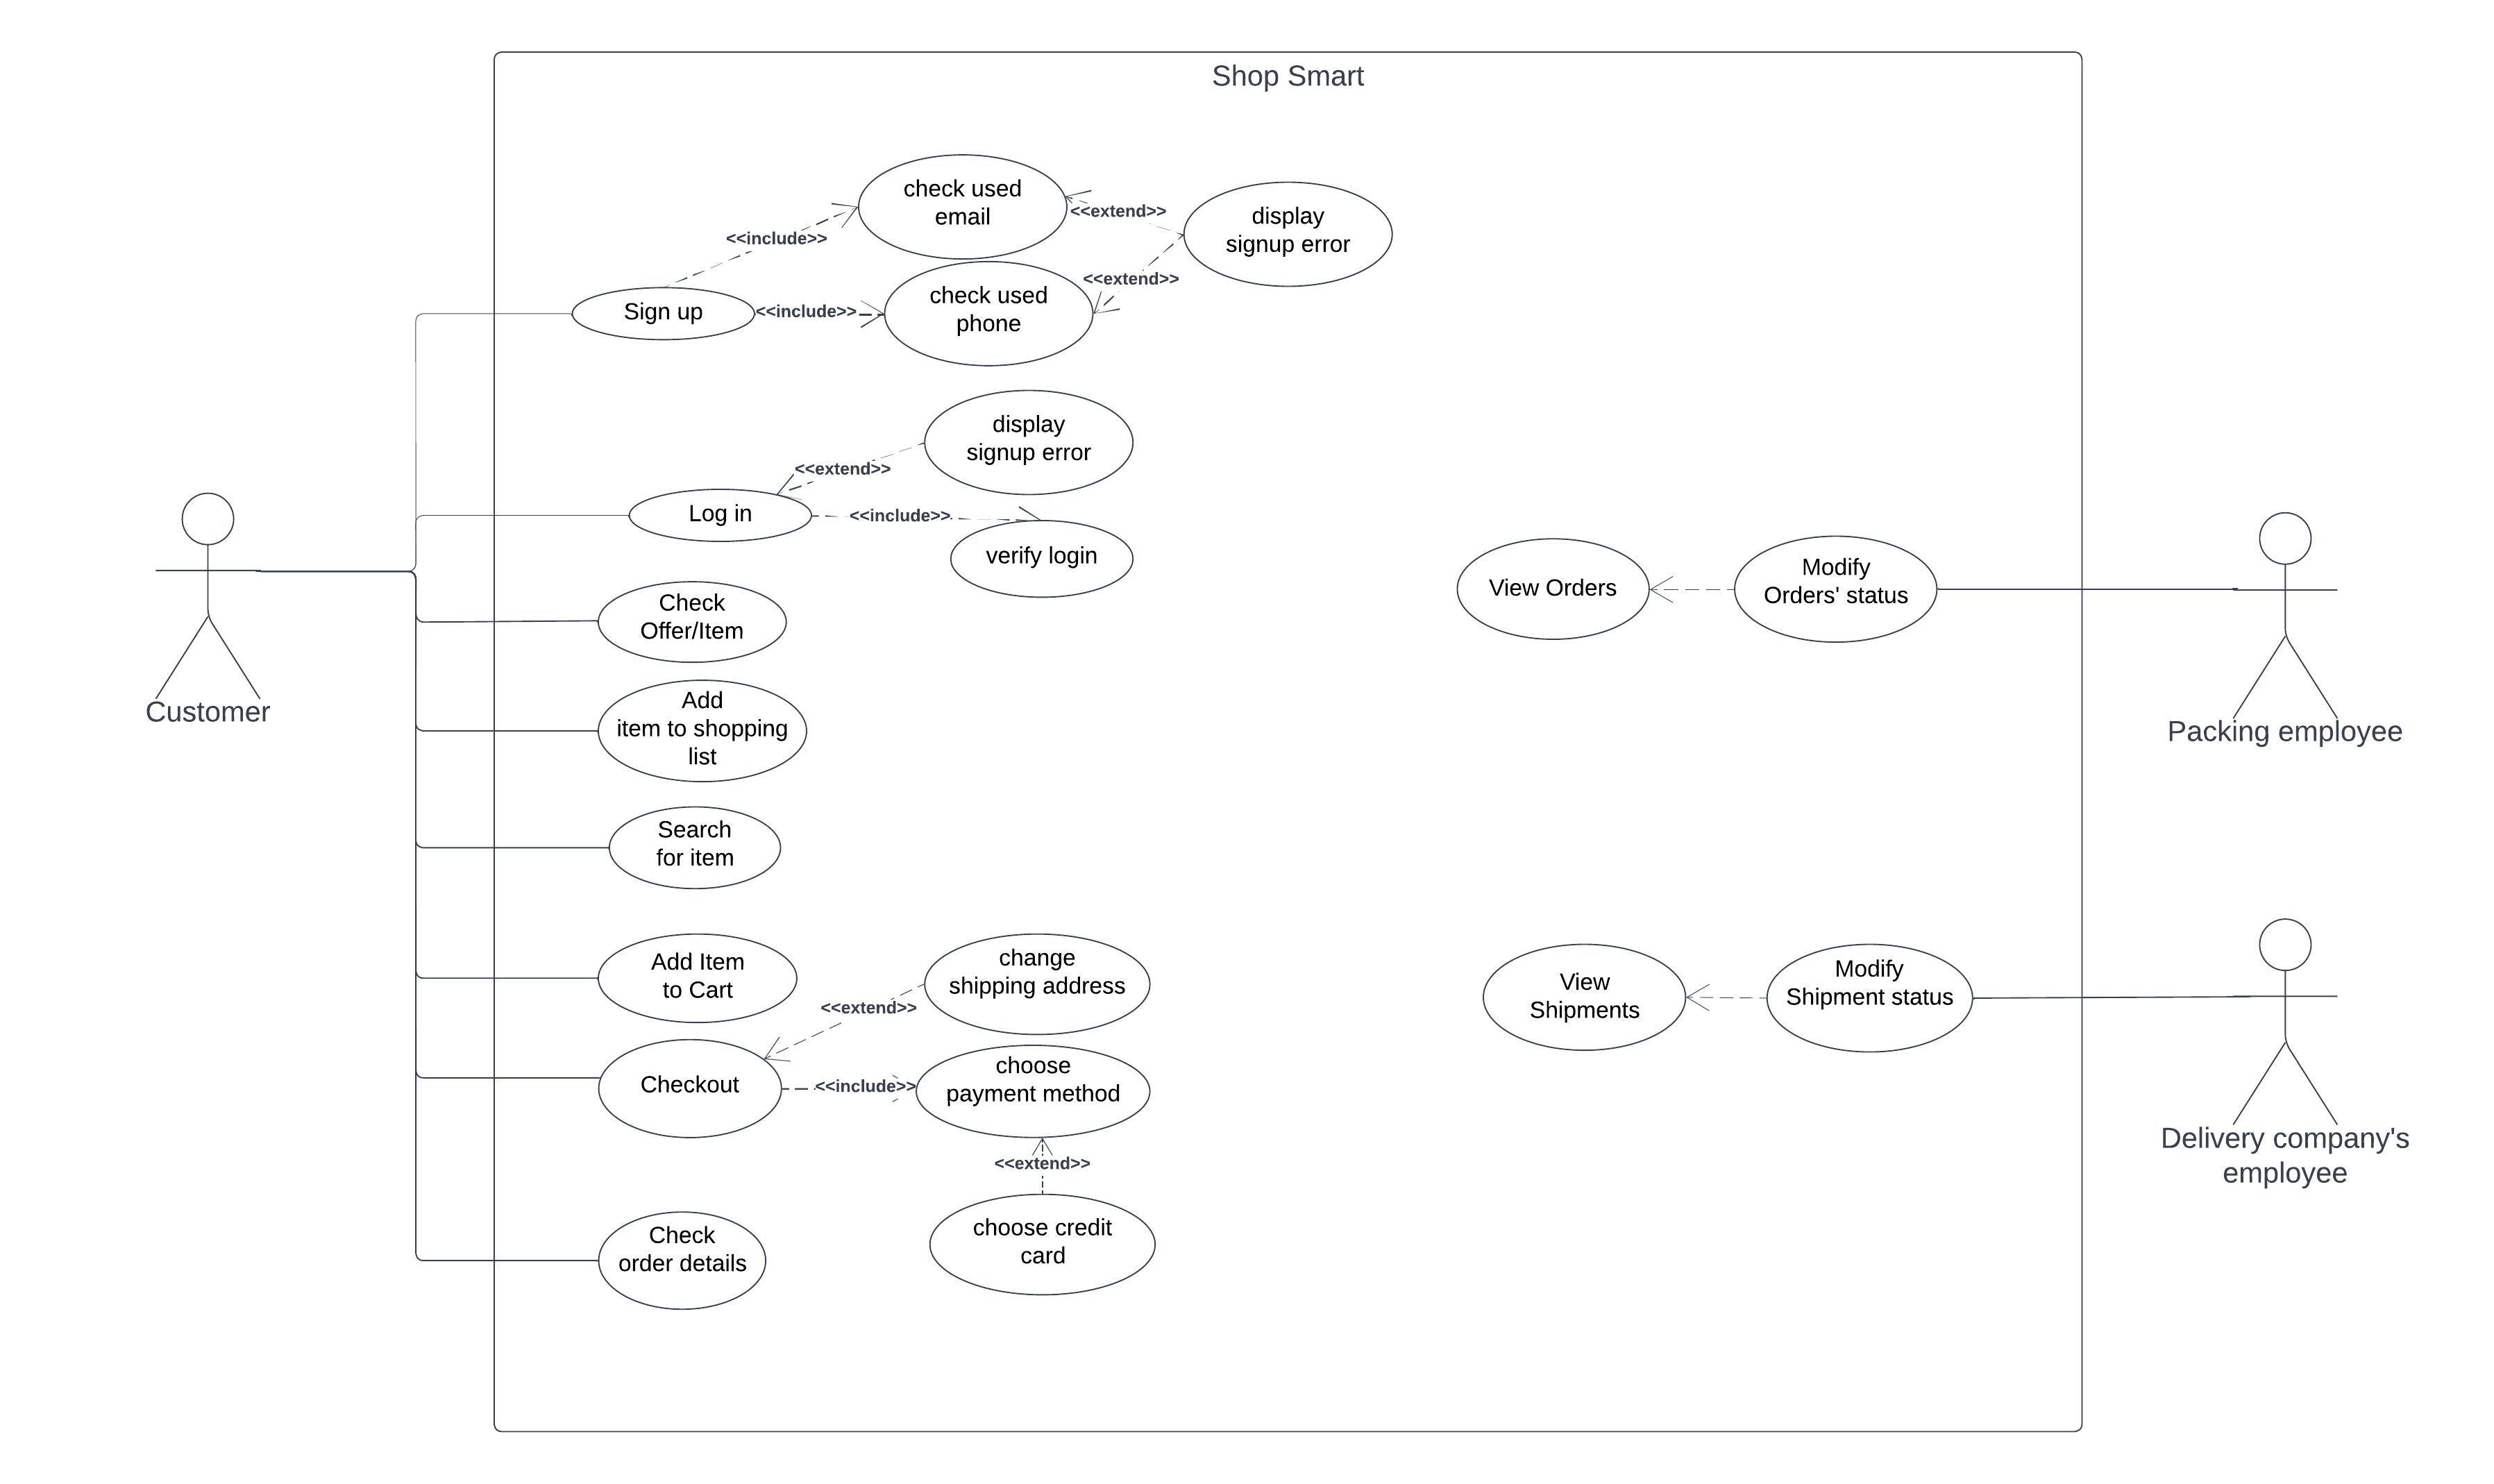 Shop Smart
check used
email
<<extend>>
display
signup error
<<include>>
<<extend>>
check used
phone
Sign up
<<include>>
display
signup error
<<extend>>
Log in
<<include>>
verify login
Customer
Check
Offer/Item
Add
item to shopping
list
Search
for item
Add Item
to Cart
change
shipping address
<<extend>>
Checkout
<<include>>
choose
payment method
<<extend>>
choose credit
card
Check
order details
View Orders
Modify
Orders' status
Packing employee
View
Shipments
Modify
Shipment status
Delivery company's
employee